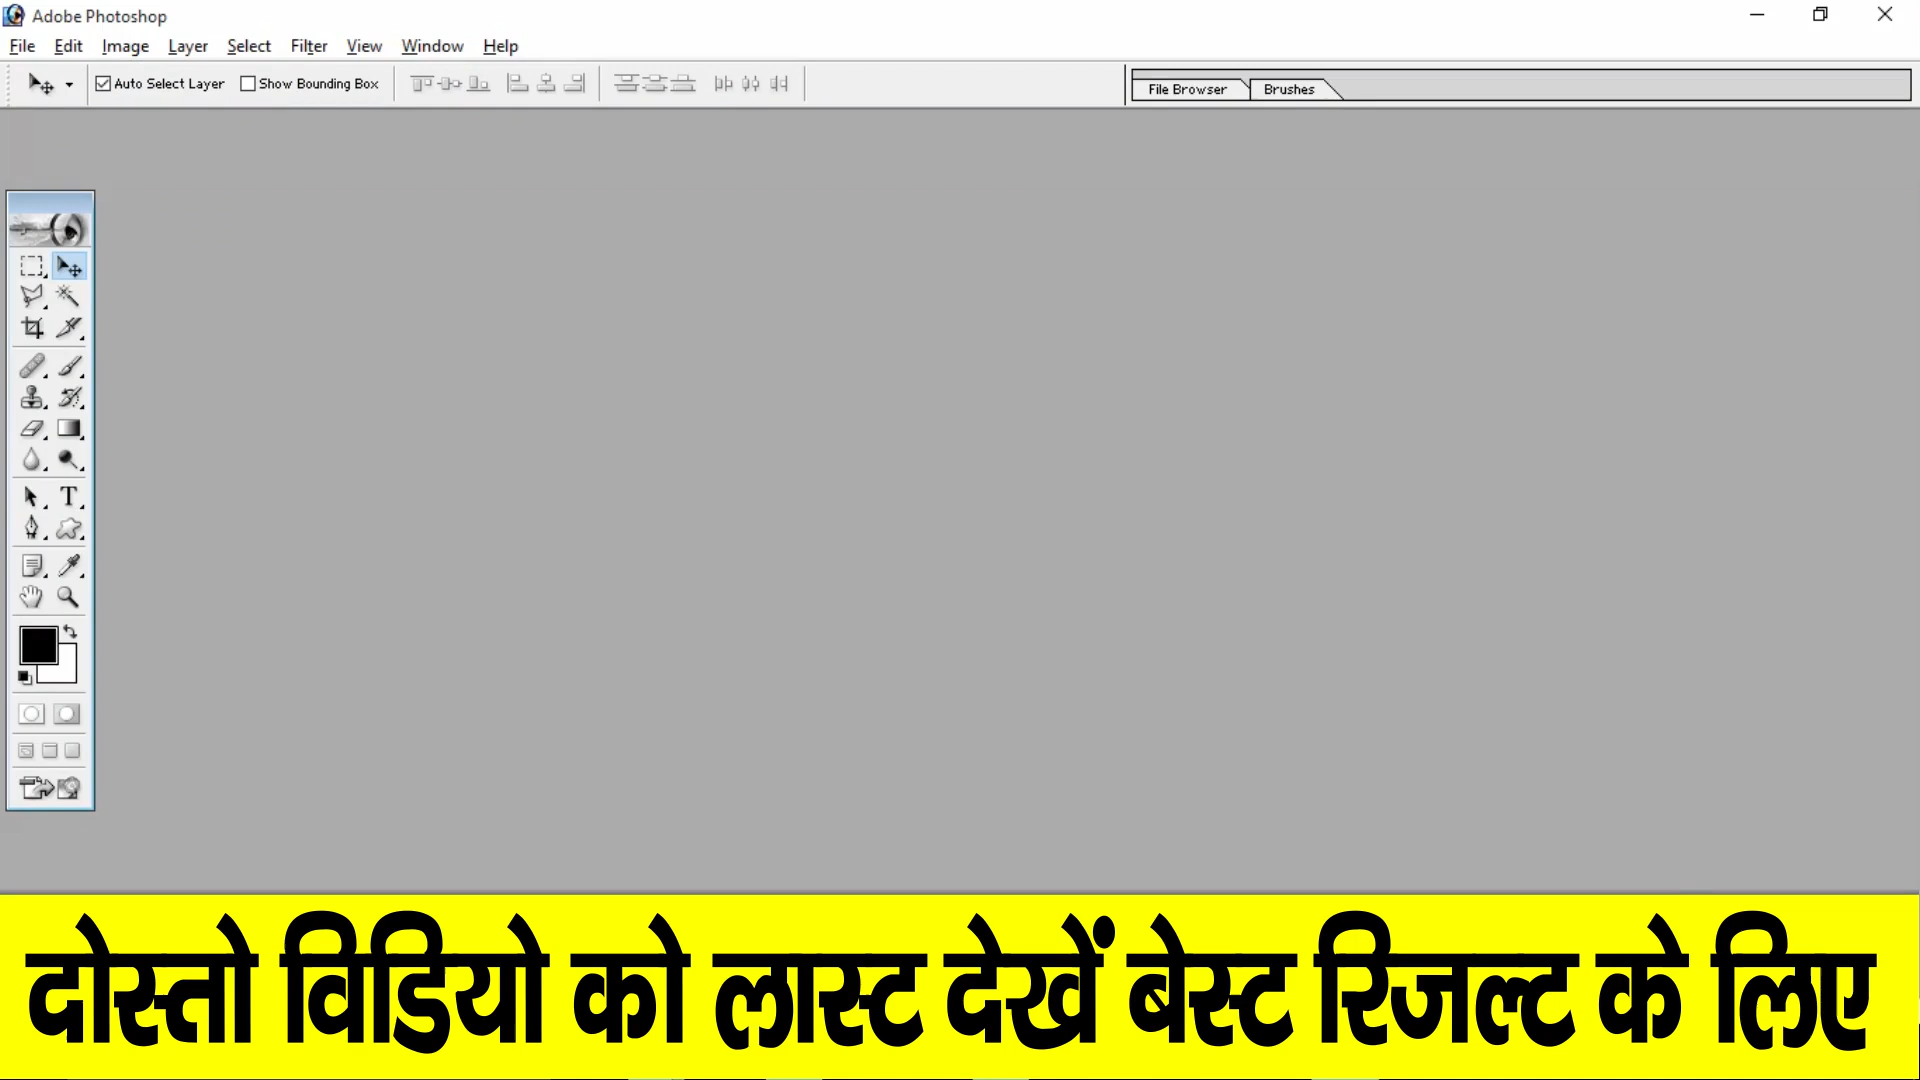 Adobe Photoshop
File Edit Image Layer Select Filter View Window Help
Auto Select Layer Show Bounding Box File Browser Brushes
T
दोस्तो विडियो को लास्ट देखें बेस्ट रिजल्ट के लिए